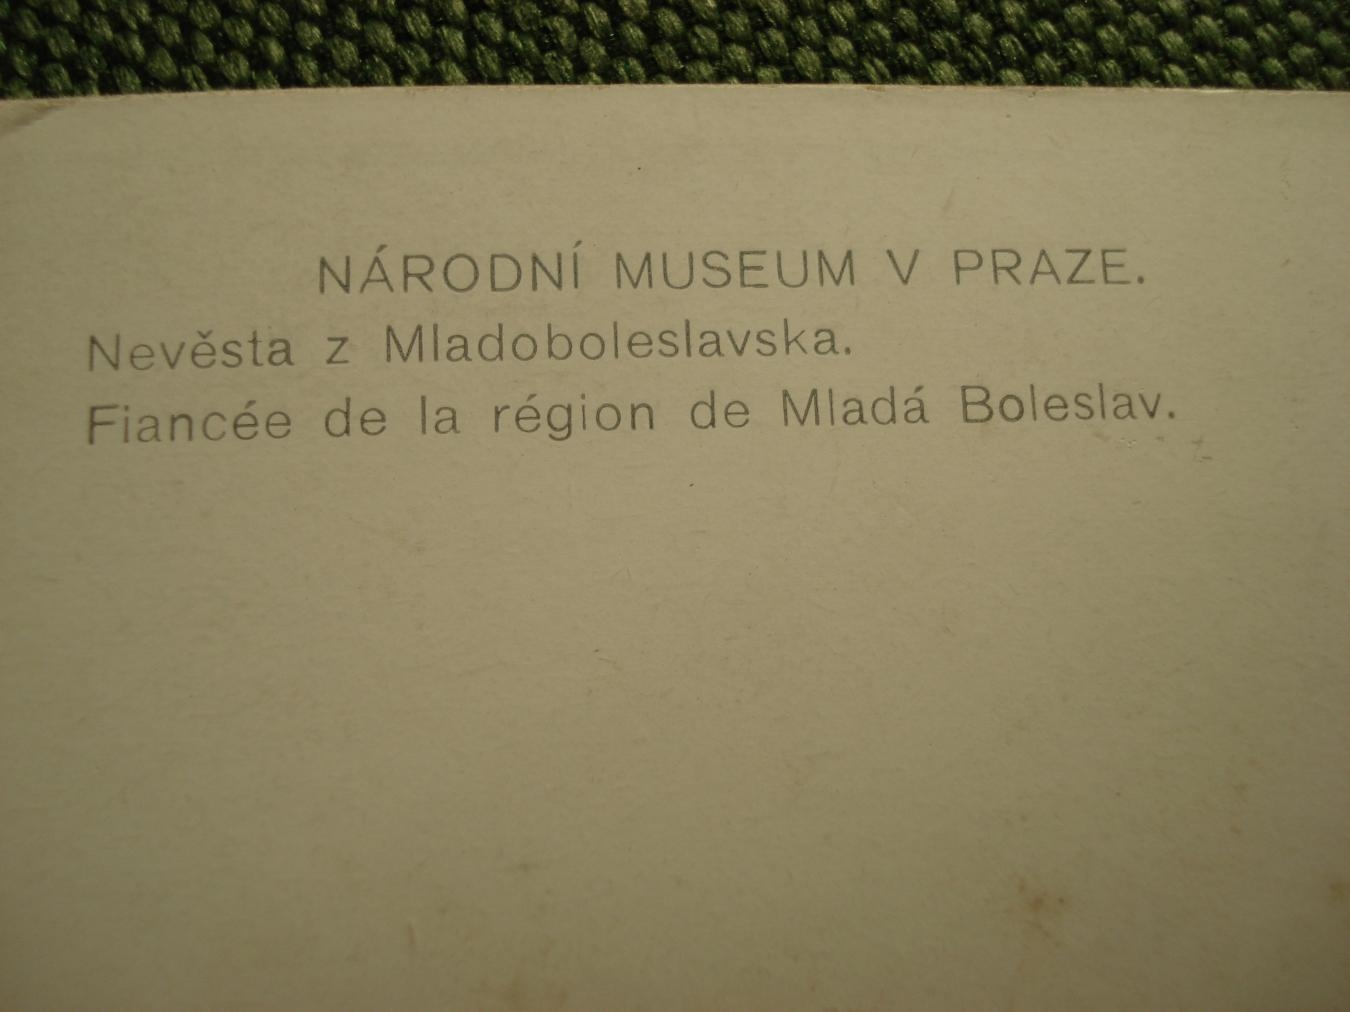 NÁRODNÍ MUSEUM V PRAZE.
Nevěsta z Mladoboleslavska.
Fiancée de la région de Mladá Boleslav.